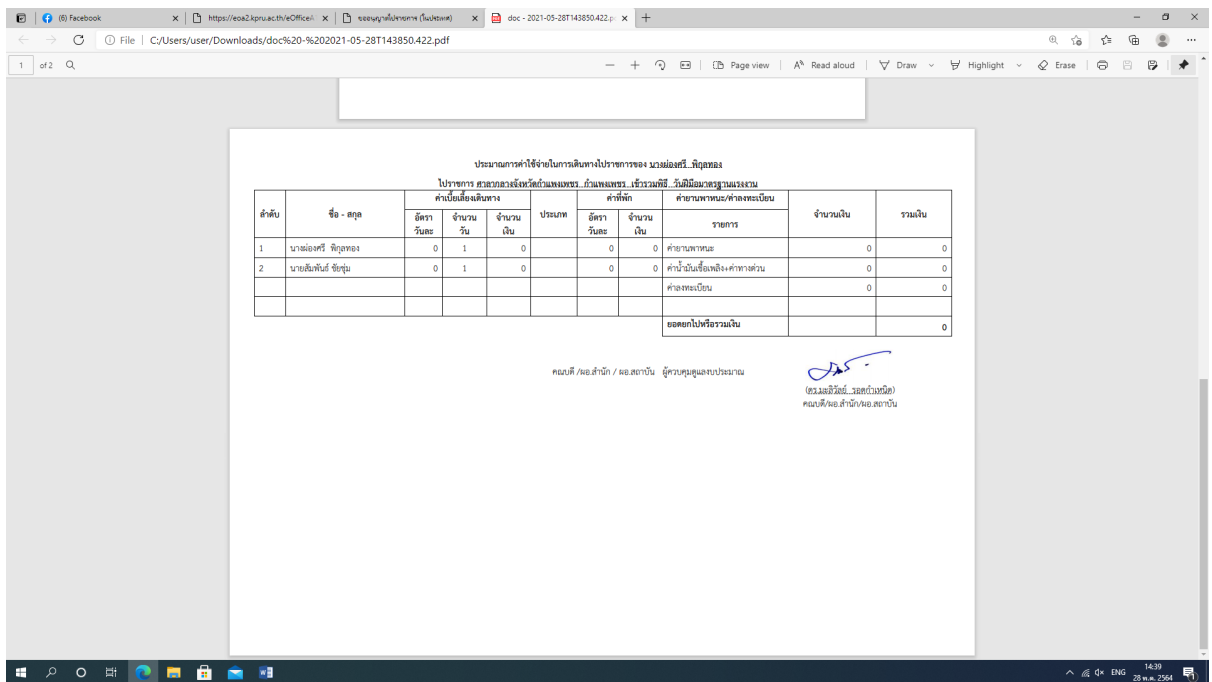 (6) Facebook
https://eoa2.kpru.ac.th/eOfficeA
ขออนุญาตไปราชการ (ในประเทศ)
doc - 2021-05-28T143850.422.p
File C:/Users/user/Downloads/doc%20-%202021-05-28T143850.422.pdf
1 of 2 Page view Read aloud Draw Highlight Erase
ประมาณการค่าใช้จ่ายในการเดินทางไปราชการของ นางผ่องศรี พิกุลทอง
ไปราชการ ศาลากลางจังหวัดกำแพงเพชร กำแพงเพชร เข้าร่วมพิธี วันฝีมือมาตรฐานแรงงาน
ลำดับ ชื่อ - สกุล ค่าเบี้ยเลี้ยงเดินทาง ประเภท ค่าที่พัก ค่ายานพาหนะ/ค่าลงทะเบียน จำนวนเงิน รวมเงิน
อัตราวันละ จำนวนวัน จำนวนเงิน อัตราวันละ จำนวนเงิน รายการ
1 นางผ่องศรี พิกุลทอง 0 1 0 0 0 ค่ายานพาหนะ 0 0
2 นายสัมพันธ์ ชัยชุ่ม 0 1 0 0 0 ค่าน้ำมันเชื้อเพลิง+ค่าทางด่วน 0 0
ค่าลงทะเบียน 0 0
ยอดยกไปหรือรวมเงิน 0
คณบดี /ผอ.สำนัก / ผอ.สถาบัน ผู้ควบคุมดูแลงบประมาณ
(ดร.มะลิวัลย์ รอดกำเหนิด)
คณบดี/ผอ.สำนัก/ผอ.สถาบัน
ENG 14:39
28 พ.ค. 2564